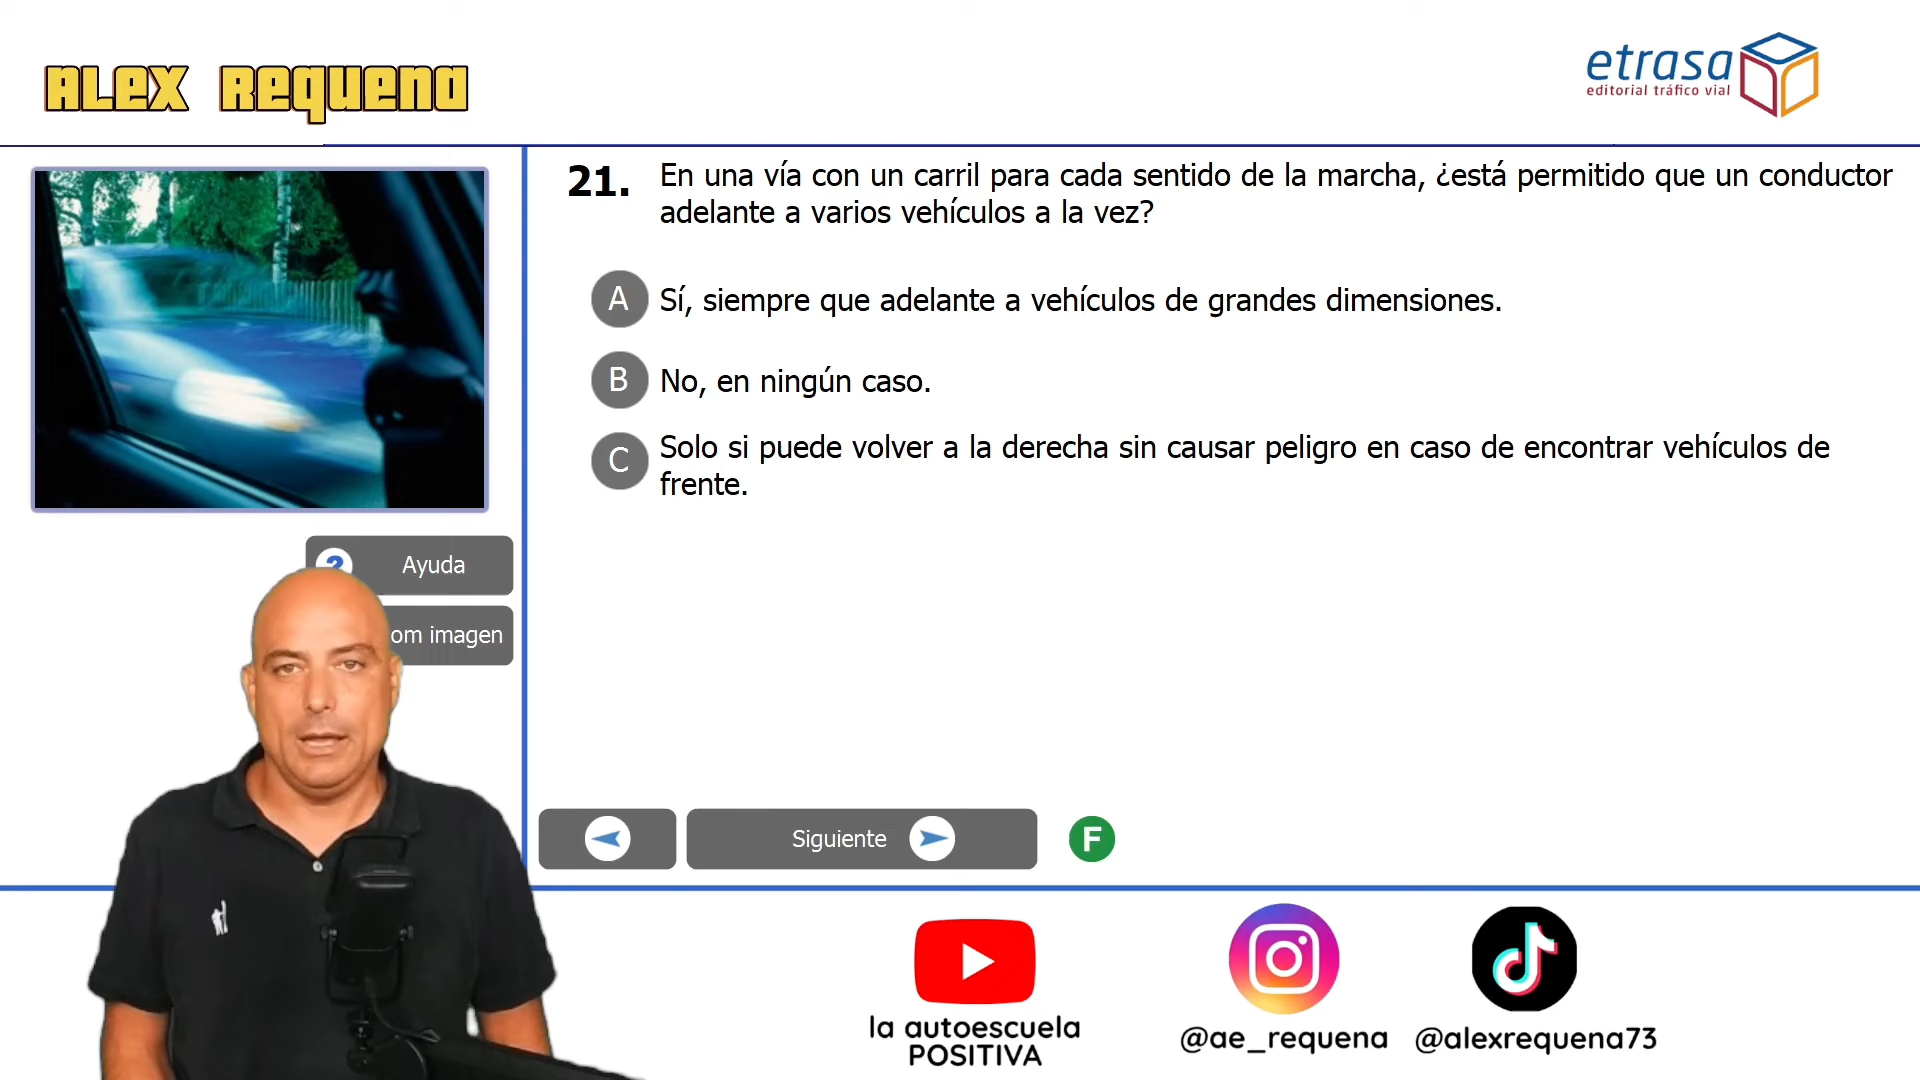 ALEX REQUENA
etrasa
editorial tráfico vial
21. En una vía con un carril para cada sentido de la marcha, ¿está permitido que un conductor
adelante a varios vehículos a la vez?
A Sí, siempre que adelante a vehículos de grandes dimensiones.
B No, en ningún caso.
C Solo si puede volver a la derecha sin causar peligro en caso de encontrar vehículos de
frente.
? Ayuda
om imagen
Siguiente
F
la autoescuela
POSITIVA
@ae_requena
@alexrequena73